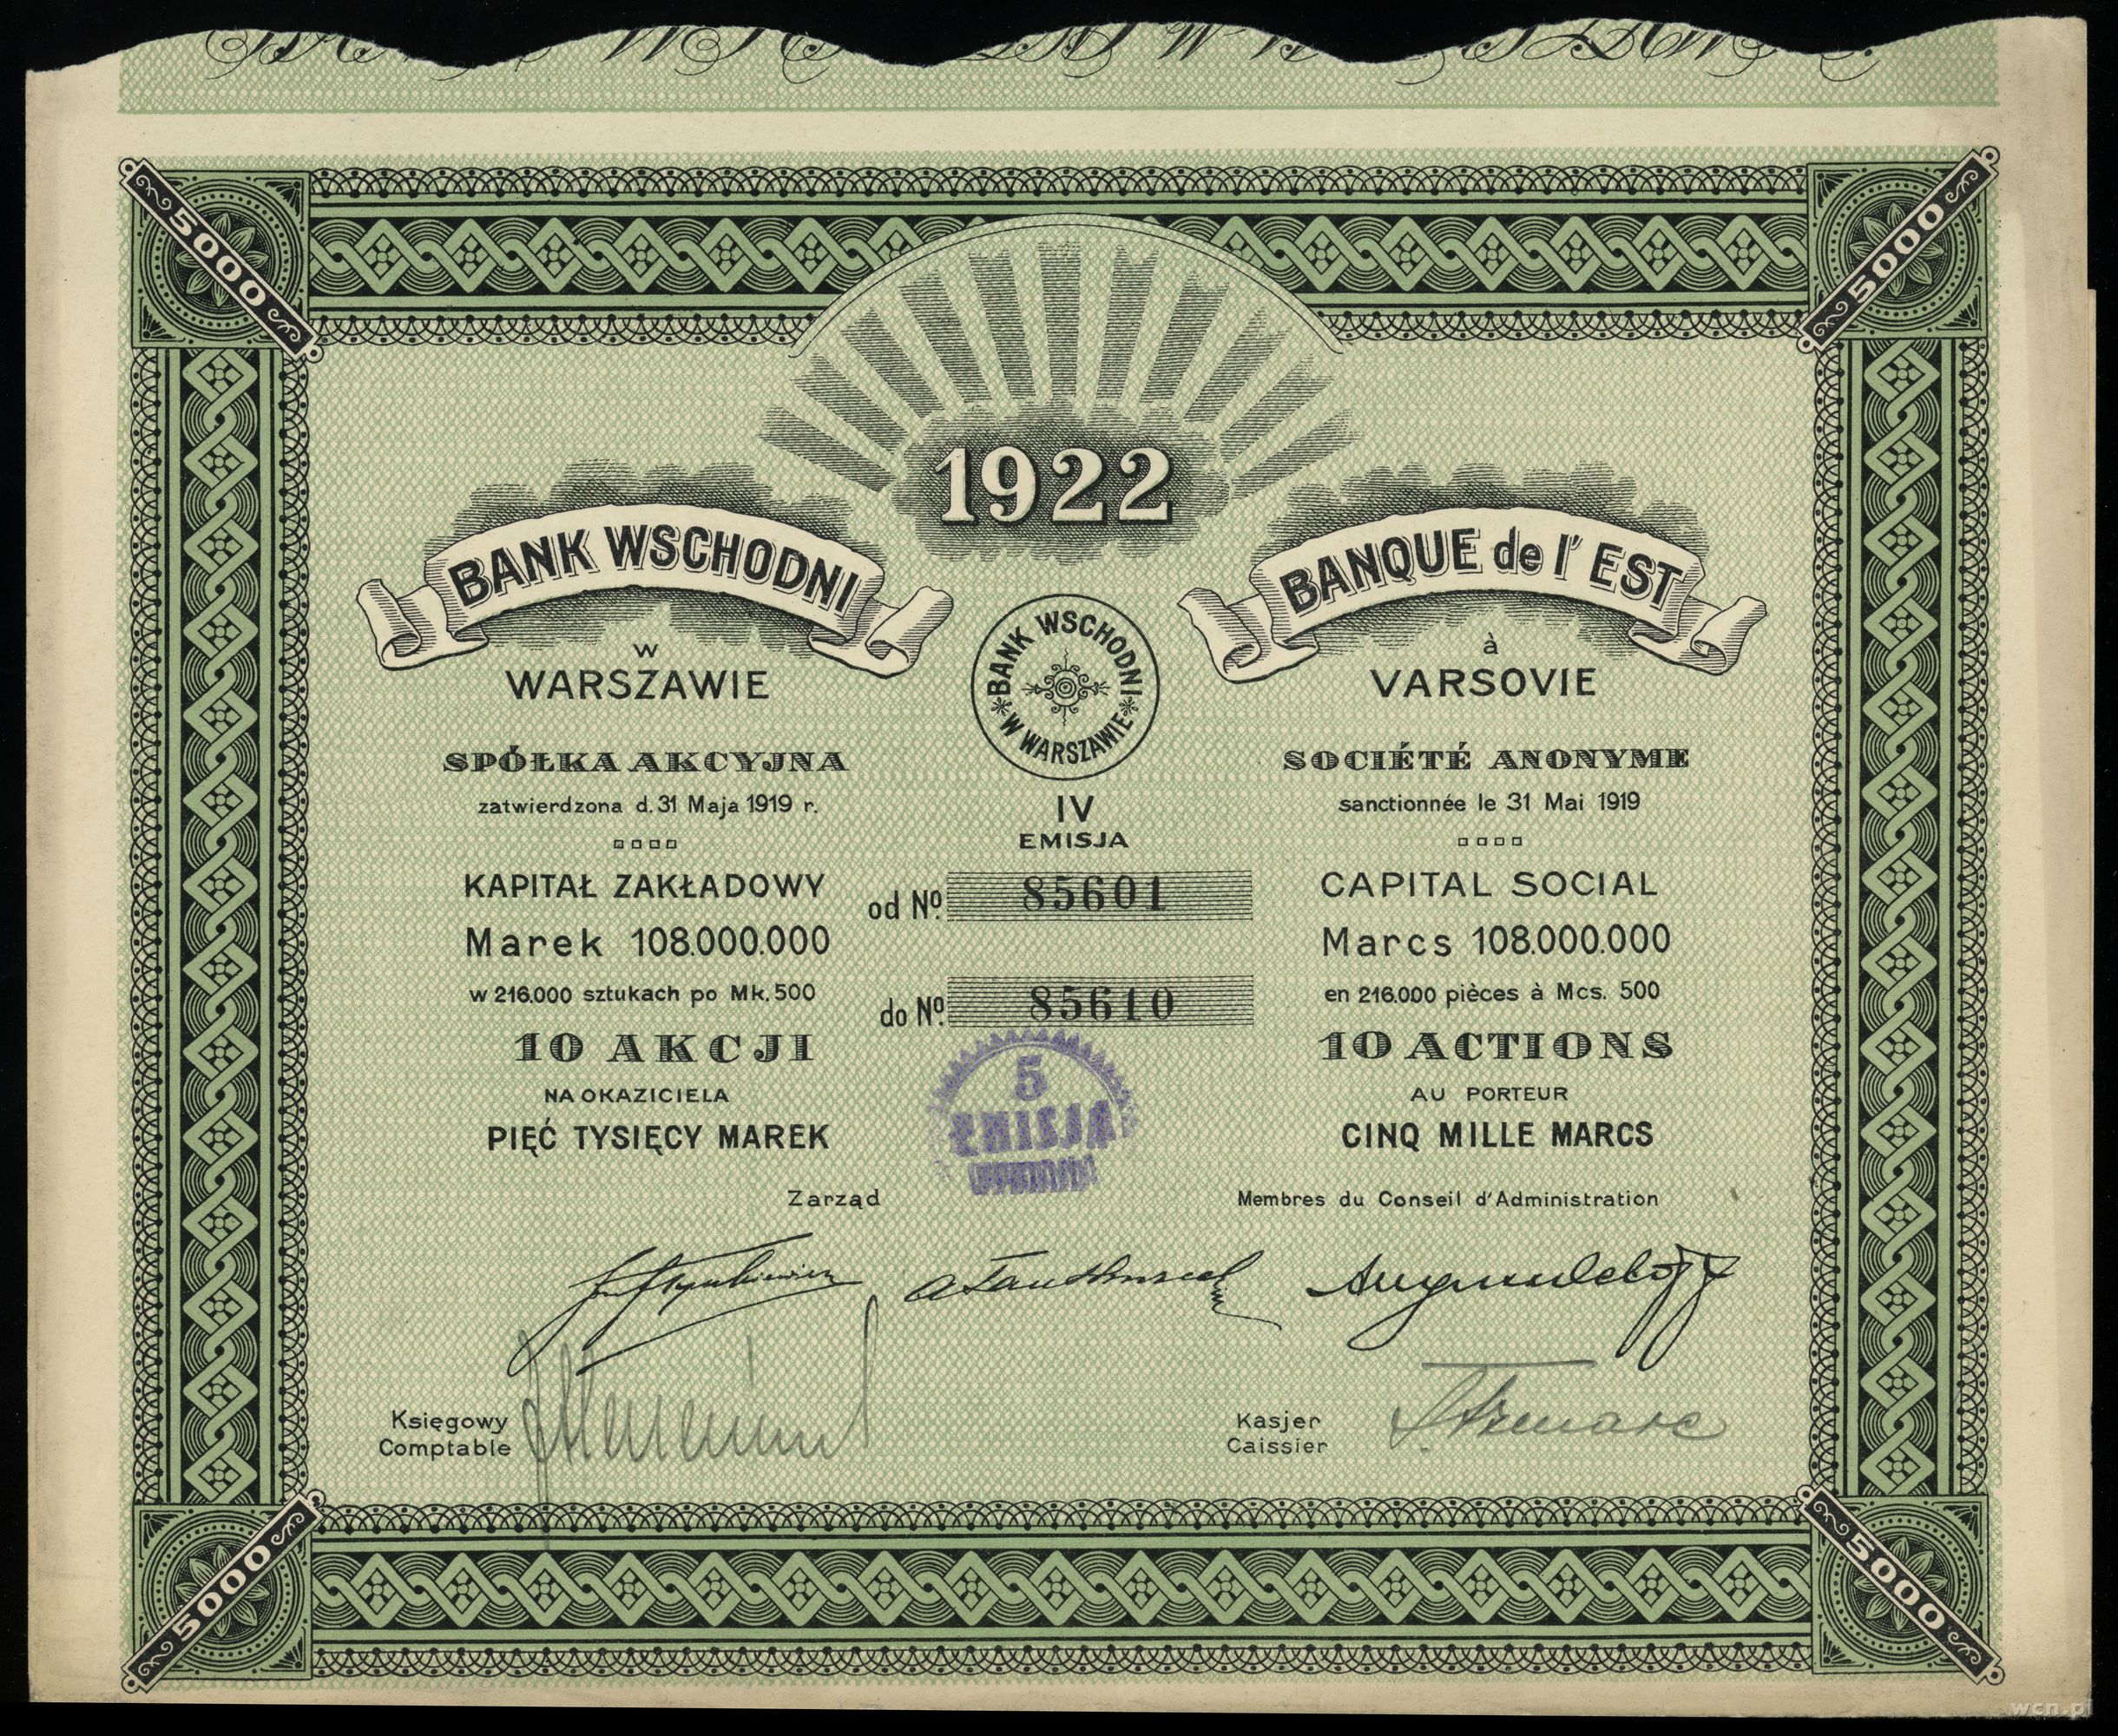 5000
5000
1922
BANK WSCHODNI
w
WARSZAWIE
SPÓŁKA AKCYJNA
zatwierdzona d. 31 Maja 1919 r.
KAPITAŁ ZAKŁADOWY
Marek 108.000.000
w 216.000 sztukach po Mk. 500
10 AKCJI
NA OKAZICIELA
PIĘĆ TYSIĘCY MAREK
BANK WSCHODNI
W WARSZAWIE
IV
EMISJA
od No. 85601
do No. 85610
5
EMISJA
BANQUE de l' EST
à
VARSOVIE
SOCIÉTÉ ANONYME
sanctionnée le 31 Mai 1919
CAPITAL SOCIAL
Marcs 108.000.000
en 216.000 pièces à Mcs. 500
10 ACTIONS
AU PORTEUR
CINQ MILLE MARCS
Zarząd
Membres du Conseil d'Administration
Księgowy
Comptable
Kasjer
Caissier
5000
5000
wcn.pl